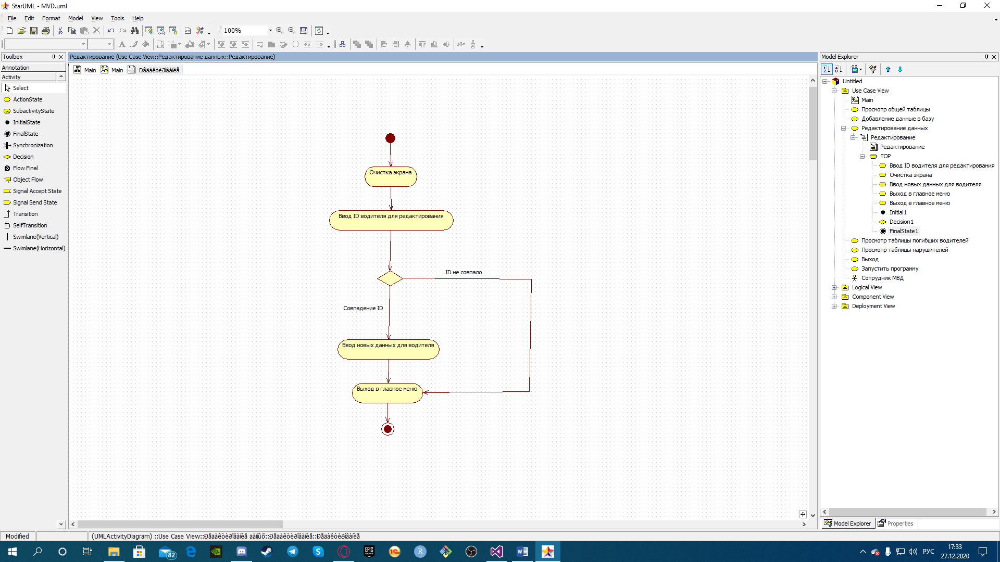 StarUML - MVD.uml
File Edit Format Model View Tools Help
100%
Toolbox
Annotation
Activity
Select
ActionState
SubactivityState
InitialState
FinalState
Synchronization
Decision
Flow Final
Object Flow
Signal Accept State
Signal Send State
Transition
SelfTransition
Swimlane(Vertical)
Swimlane(Horizontal)
Редактирование (Use Case View::Редактирование данных::Редактирование)
Main Main Ðåäàêòèðîâàíèå
Очистка экрана
Ввод ID водителя для редактирования
ID не совпало
Совпадение ID
Ввод новых данных для водителя
Выход в главное меню
Model Explorer
Untitled
Use Case View
Main
Просмотр общей таблицы
Добавление данные в базу
Редактирование данных
Редактирование
Редактирование
TOP
Ввод ID водителя для редактирования
Очистка экрана
Ввод новых данных для водителя
Выход в главное меню
Выход в главное меню
Initial1
Decision1
FinalState1
Просмотр таблицы погибших водителей
Просмотр таблицы нарушителей
Выход
Запустить программу
Сотрудник МВД
Logical View
Component View
Deployment View
Model Explorer Properties
Modified
(UMLActivityDiagram) ::Use Case View::Ðåäàêòèðîâàíèå äàííûõ::Ðåäàêòèðîâàíèå::Ðåäàêòèðîâàíèå
82
EPIC GAMES
1С
R
РУС
17:33
27.12.2020